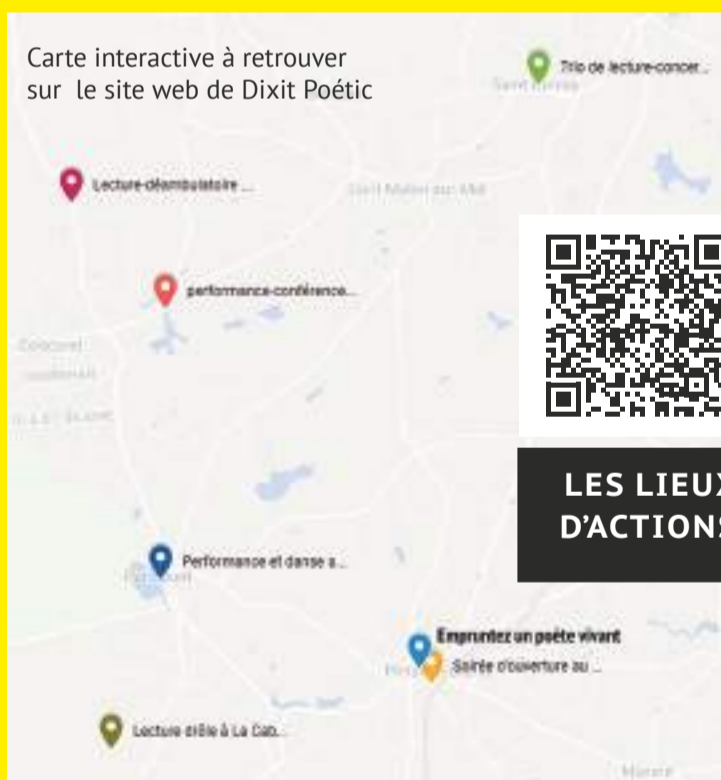 Carte interactive à retrouver
sur le site web de Dixit Poétic
Trio de lecture-concer...
Lecture-déambulatoire ...
performance-conférence...
LES LIEUX
D'ACTIONS
Performance et danse a...
Empruntez un poète vivant
Soirée d'ouverture au ...
Lecture drôle à La Cab...